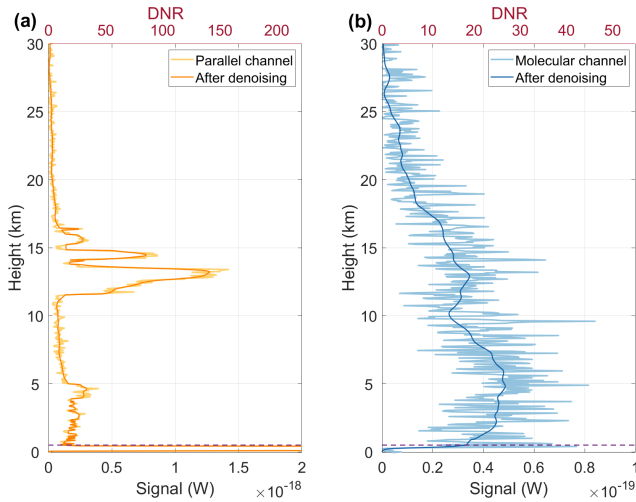 (a)
DNR
0 50 100 150 200
30
25
20
15
10
5
0
Height (km)
Parallel channel
After denoising
0 0.5 1 1.5 2
Signal (W)
×10⁻¹⁸
(b)
DNR
0 10 20 30 40 50
30
25
20
15
10
5
0
Height (km)
Molecular channel
After denoising
0 0.2 0.4 0.6 0.8 1
Signal (W)
×10⁻¹⁹